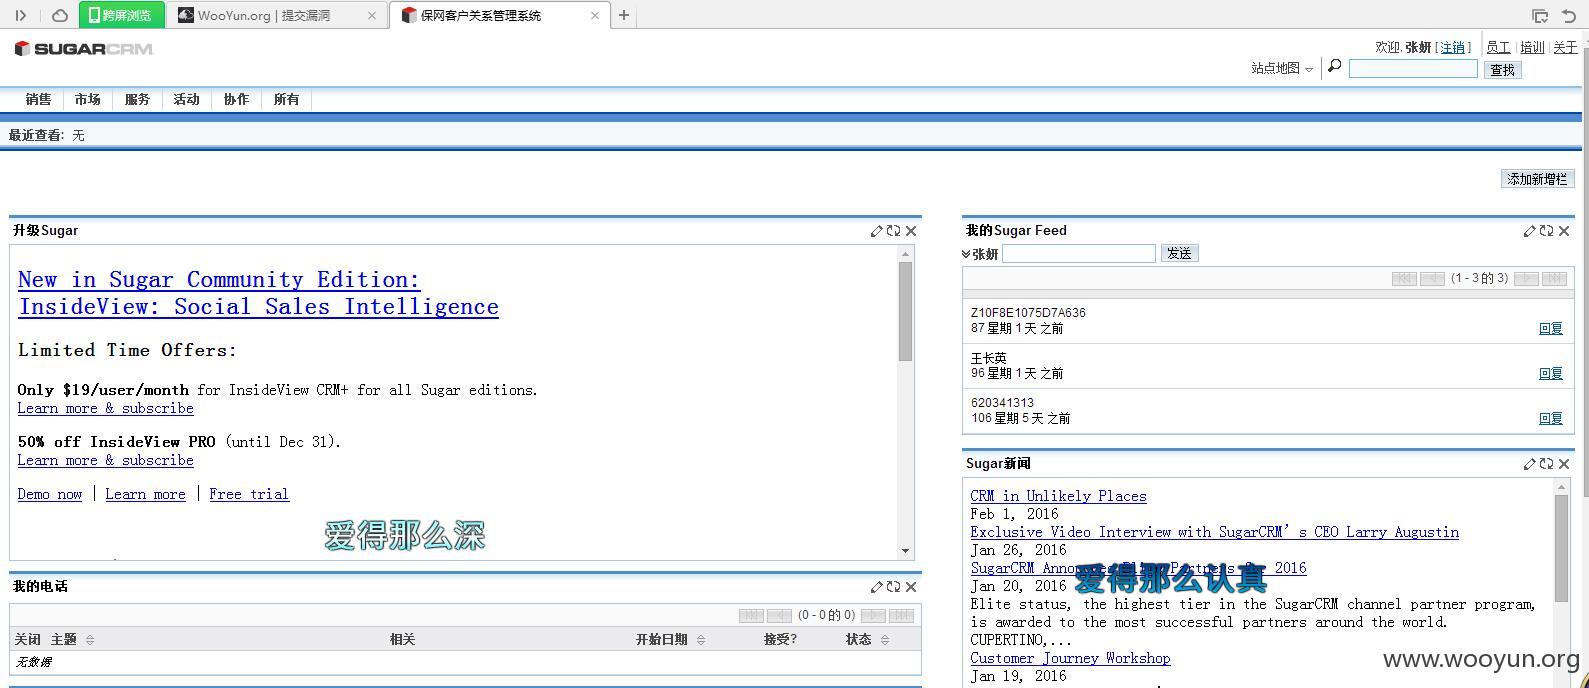 跨屏浏览
WooYun.org | 提交漏洞
保网客户关系管理系统
SUGARCRM
欢迎, 张妍 [ 注销 ] 员工 | 培训 | 关于
站点地图
查找
销售 市场 服务 活动 协作 所有
最近查看: 无
添加新增栏
升级Sugar
New in Sugar Community Edition:
InsideView: Social Sales Intelligence
Limited Time Offers:
Only $19/user/month for InsideView CRM+ for all Sugar editions.
Learn more & subscribe
50% off InsideView PRO (until Dec 31).
Learn more & subscribe
Demo now | Learn more | Free trial
爱得那么深
我的电话
(0 - 0 的 0)
关闭 主题 相关 开始日期 接受? 状态
无数据
我的Sugar Feed
张妍
发送
(1 - 3 的 3)
Z10F8E1075D7A636
87 星期 1 天 之前 回复
王长英
96 星期 1 天 之前 回复
620341313
106 星期 5 天 之前 回复
Sugar新闻
CRM in Unlikely Places
Feb 1, 2016
Exclusive Video Interview with SugarCRM’s CEO Larry Augustin
Jan 26, 2016
SugarCRM Announces Elite Partners for 2016
Jan 20, 2016
爱得那么认真
Elite status, the highest tier in the SugarCRM channel partner program,
is awarded to the most successful partners around the world.
CUPERTINO,...
Customer Journey Workshop
Jan 19, 2016
www.wooyun.org